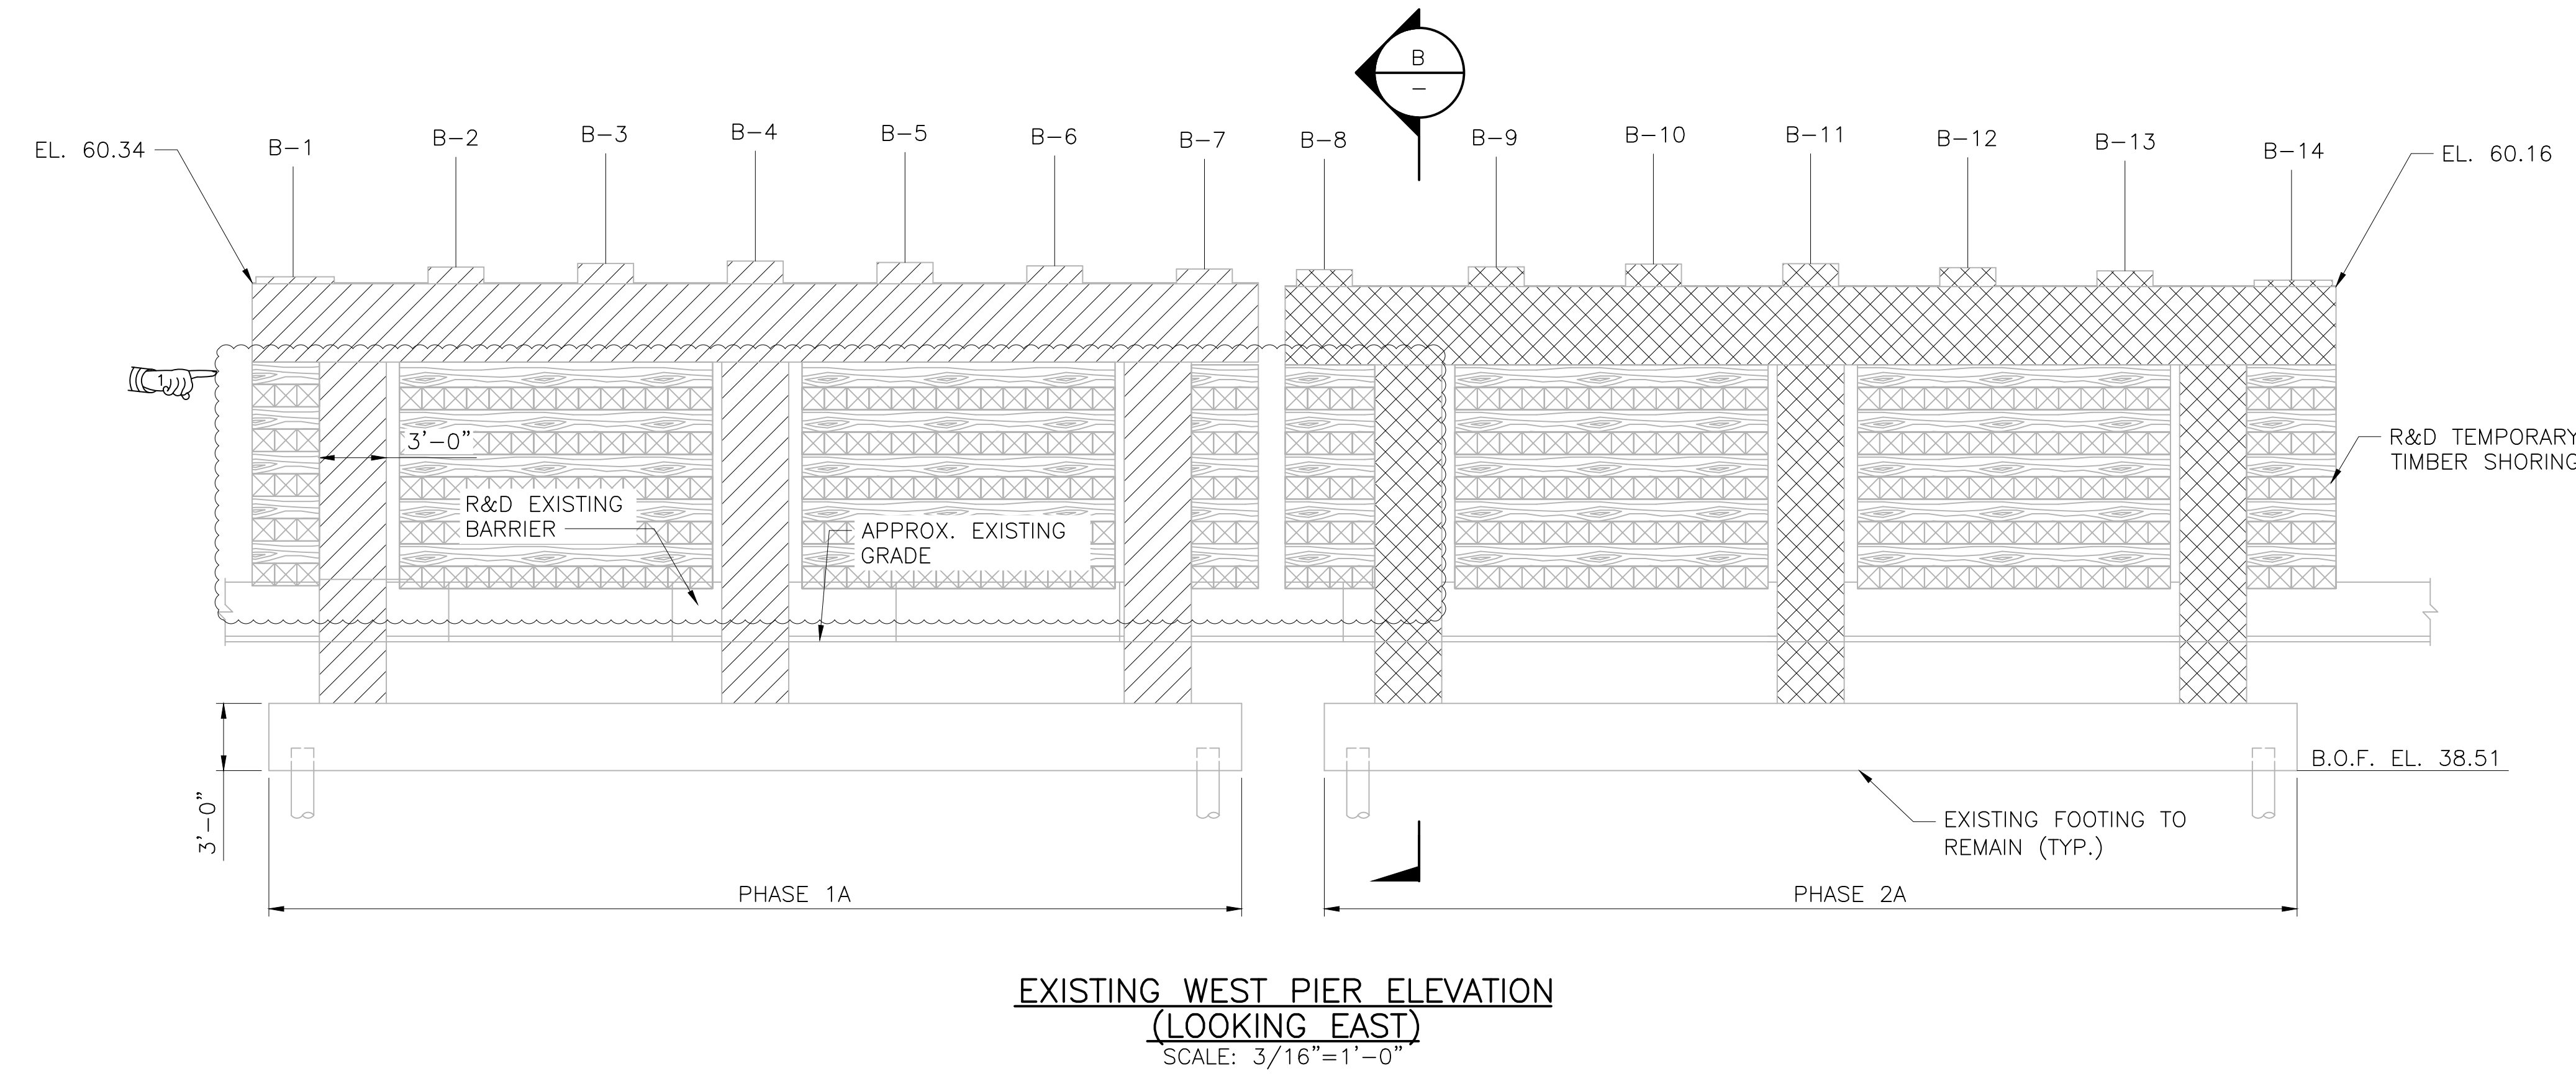 B
–
EL. 60.34
B-1
B-2
B-3
B-4
B-5
B-6
B-7
B-8
B-9
B-10
B-11
B-12
B-13
B-14
EL. 60.16
1
3'-0"
R&D EXISTING
BARRIER
APPROX. EXISTING
GRADE
R&D TEMPORARY
TIMBER SHORING
3'-0"
B.O.F. EL. 38.51
EXISTING FOOTING TO
REMAIN (TYP.)
PHASE 1A
PHASE 2A
EXISTING WEST PIER ELEVATION
(LOOKING EAST)
SCALE: 3/16"=1'-0"